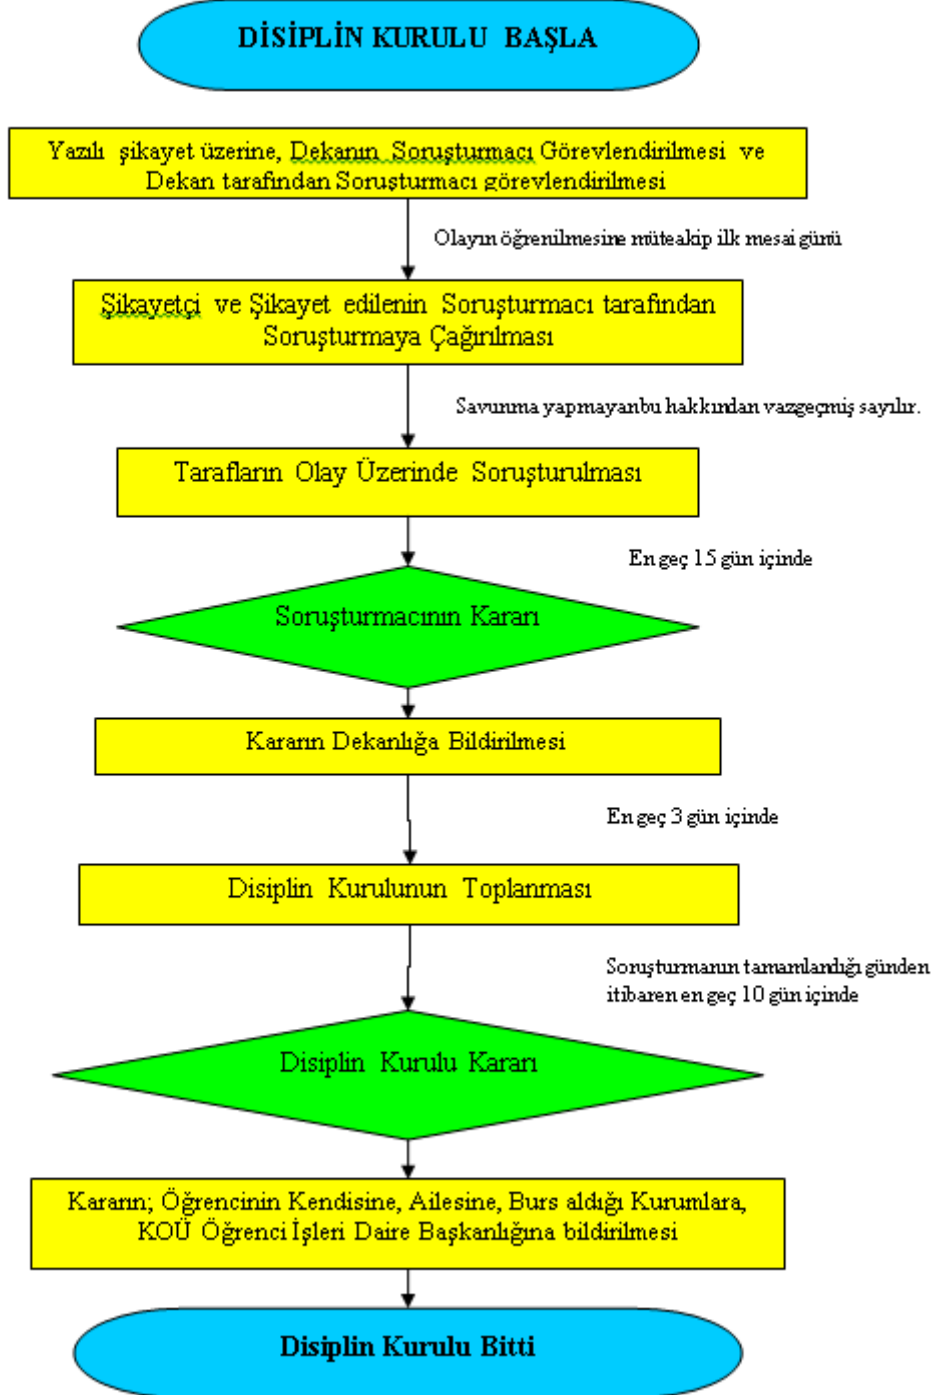 DİSİPLİN KURULU BAŞLA
Yazılı şikayet üzerine, Dekanın Soruşturmacı Görevlendirilmesi ve
Dekan tarafından Soruşturmacı görevlendirilmesi
Olayın öğrenilmesine müteakip ilk mesai günü
Şikayetçi ve Şikayet edilenin Soruşturmacı tarafından
Soruşturmaya Çağırılması
Savunma yapmayanbu hakkından vazgeçmiş sayılır.
Tarafların Olay Üzerinde Soruşturulması
En geç 15 gün içinde
Soruşturmacının Kararı
Kararın Dekanlığa Bildirilmesi
En geç 3 gün içinde
Disiplin Kurulunun Toplanması
Soruşturmanın tamamlandığı günden
itibaren en geç 10 gün içinde
Disiplin Kurulu Kararı
Kararın; Öğrencinin Kendisine, Ailesine, Burs aldığı Kurumlara,
KOÜ Öğrenci İşleri Daire Başkanlığına bildirilmesi
Disiplin Kurulu Bitti